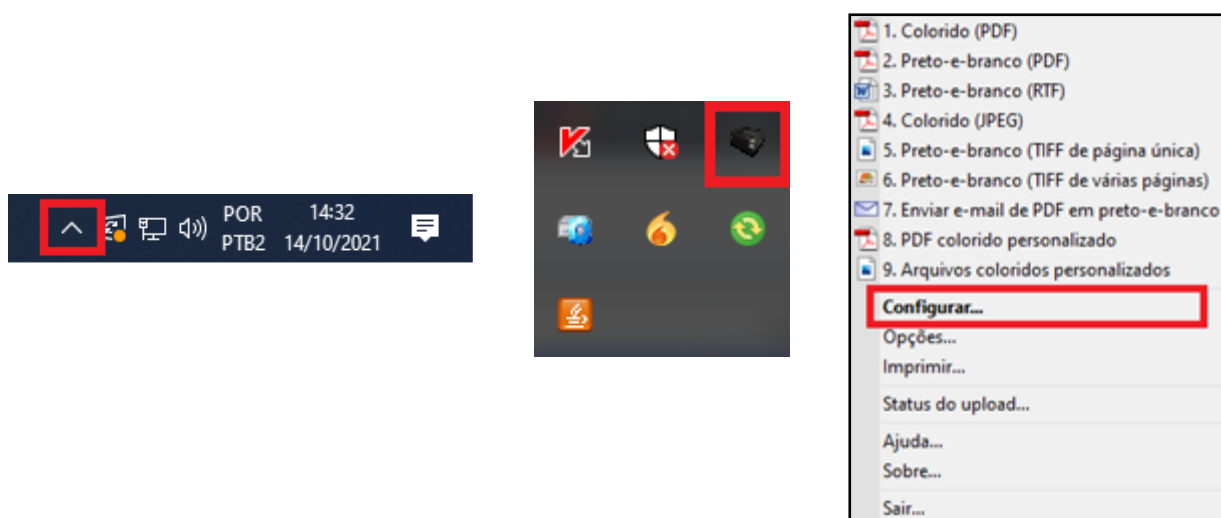 POR
PTB2
14:32
14/10/2021
1. Colorido (PDF)
2. Preto-e-branco (PDF)
3. Preto-e-branco (RTF)
4. Colorido (JPEG)
5. Preto-e-branco (TIFF de página única)
6. Preto-e-branco (TIFF de várias páginas)
7. Enviar e-mail de PDF em preto-e-branco
8. PDF colorido personalizado
9. Arquivos coloridos personalizados
Configurar...
Opções...
Imprimir...
Status do upload...
Ajuda...
Sobre...
Sair...